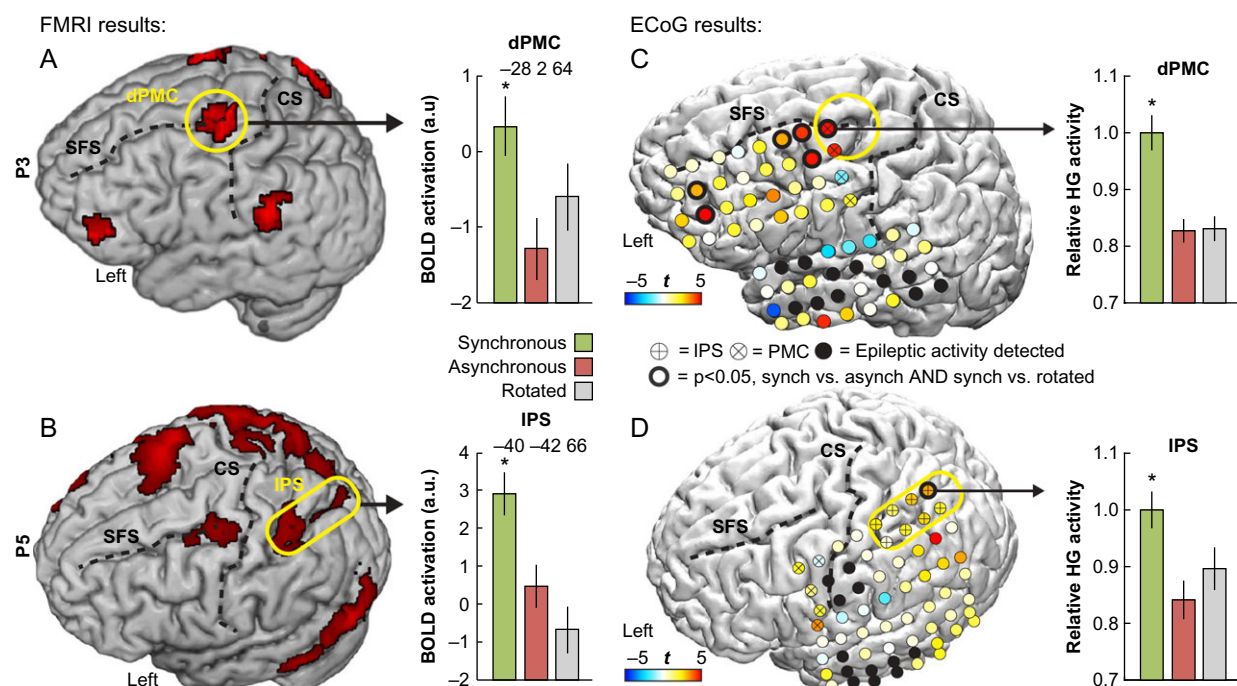 FMRI results:
ECoG results:
A
dPMC
–28 2 64
dPMC
CS
SFS
P3
Left
BOLD activation (a.u)
1
0
–1
–2
*
C
SFS
CS
Left
–5 t 5
dPMC
Relative HG activity
1.1
1.0
0.9
0.8
0.7
*
Synchronous
Asynchronous
Rotated
= IPS = PMC = Epileptic activity detected
= p<0.05, synch vs. asynch AND synch vs. rotated
B
IPS
–40 –42 66
CS
IPS
SFS
P5
Left
BOLD activation (a.u.)
4
3
2
1
0
–1
–2
*
D
CS
SFS
Left
–5 t 5
IPS
Relative HG activity
1.1
1.0
0.9
0.8
0.7
*